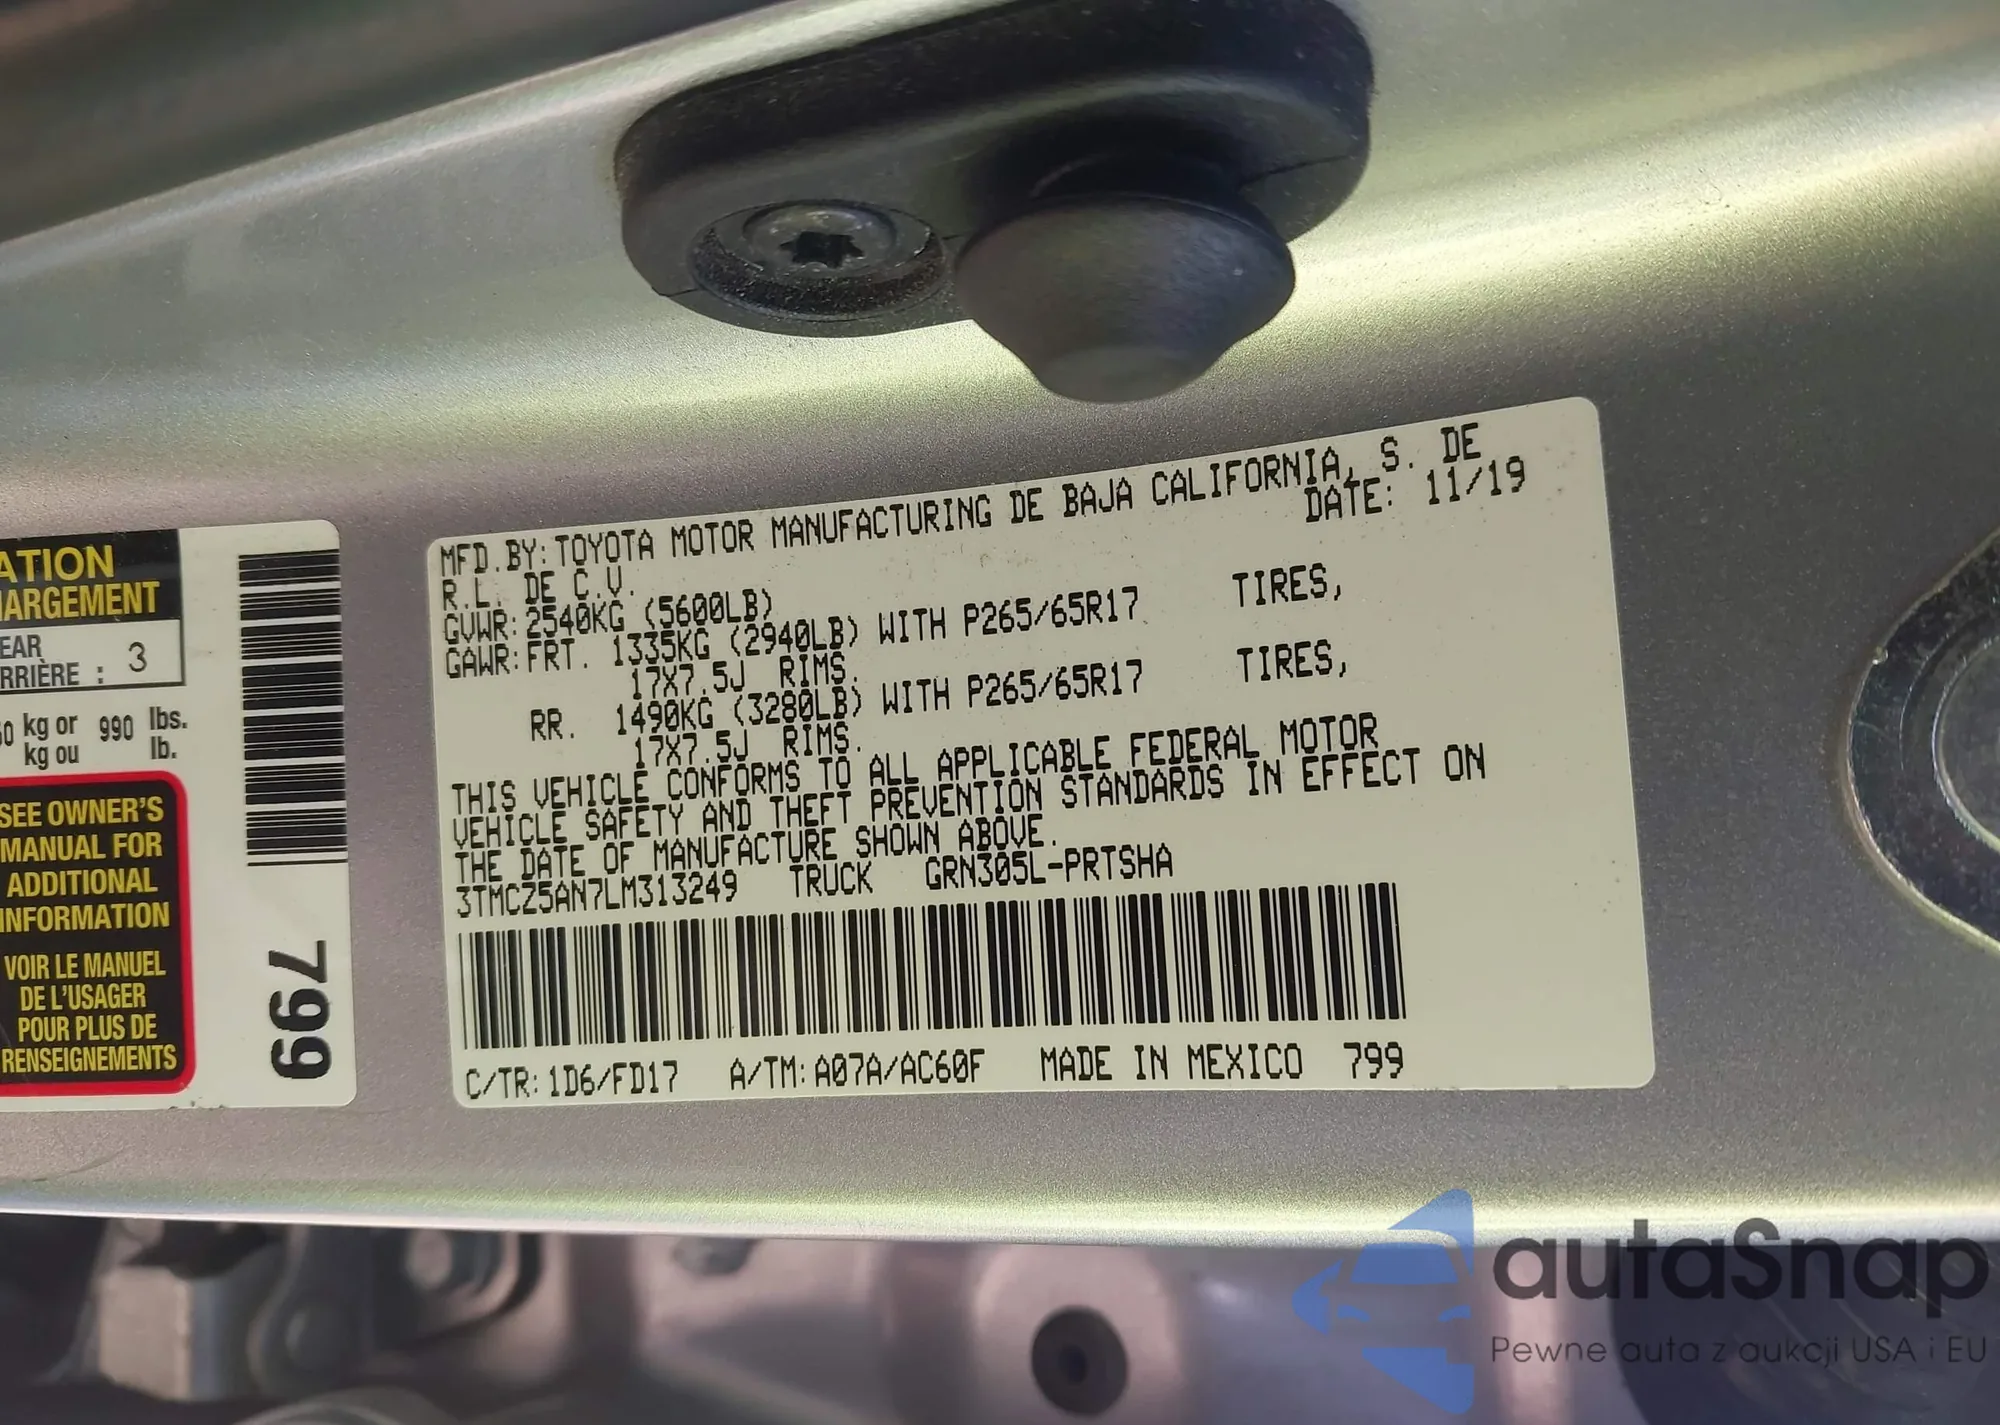 ATION
ARGEMENT
EAR
RRIÈRE : 3
0 kg or 990 lbs.
kg ou lb.
SEE OWNER'S
MANUAL FOR
ADDITIONAL
INFORMATION
VOIR LE MANUEL
DE L'USAGER
POUR PLUS DE
RENSEIGNEMENTS
799
MFD.BY:TOYOTA MOTOR MANUFACTURING DE BAJA CALIFORNIA, S. DE
R.L. DE C.V. DATE: 11/19
GVWR:2540KG (5600LB)
GAWR:FRT. 1335KG (2940LB) WITH P265/65R17 TIRES,
17X7.5J RIMS.
RR. 1490KG (3280LB) WITH P265/65R17 TIRES,
17X7.5J RIMS.
THIS VEHICLE CONFORMS TO ALL APPLICABLE FEDERAL MOTOR
VEHICLE SAFETY AND THEFT PREVENTION STANDARDS IN EFFECT ON
THE DATE OF MANUFACTURE SHOWN ABOVE.
3TMCZ5AN7LM313249 TRUCK GRN305L-PRTSHA
C/TR:1D6/FD17 A/TM:A07A/AC60F MADE IN MEXICO 799
autaSnap
Pewne auta z aukcji USA i EU